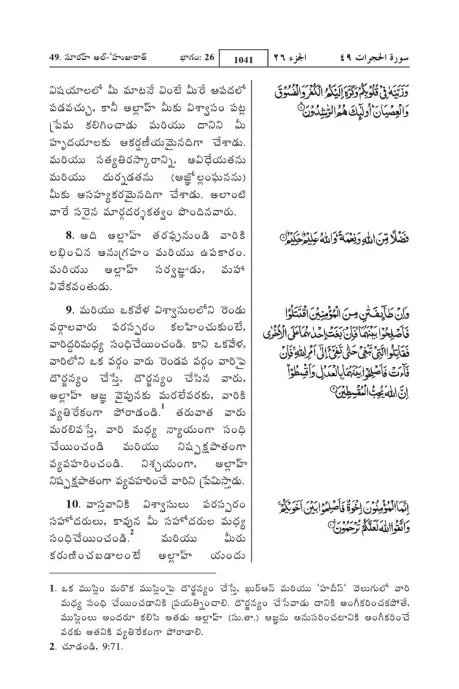 49. సూరహ్ అల్-'హుజురాత్ భాగం: 26 1041 الجزء ٢٦ سورة الحجرات ٤٩
విషయాలలో మీ మాటనే వింటే మీరే ఆపదలో
పడవచ్చు, కానీ అల్లాహ్ మీకు విశ్వాసం పట్ల
ప్రేమ కలిగించాడు మరియు దానిని మీ
హృదయాలకు ఆకర్షణీయమైనదిగా చేశాడు.
మరియు సత్యతిరస్కారాన్ని, అవిధేయతను
మరియు దుర్నడతను (ఆజ్ఞోల్లంఘనను)
మీకు అసహ్యకరమైనదిగా చేశాడు. అలాంటి
వారే సరైన మార్గదర్శకత్వం పొందినవారు.
وَزَيَّنَهُ فِي قُلُوبِكُمْ وَكَرَّهَ إِلَيْكُمُ الْكُفْرَ وَالْفُسُوقَ
وَالْعِصْيَانَ أُولَٰئِكَ هُمُ الرَّاشِدُونَ
8. అది అల్లాహ్ తరఫునుండి వారికి
లభించిన అనుగ్రహం మరియు ఉపకారం.
మరియు అల్లాహ్ సర్వజ్ఞుడు, మహా
వివేకవంతుడు.
فَضْلًا مِنَ اللَّهِ وَنِعْمَةً وَاللَّهُ عَلِيمٌ حَكِيمٌ
9. మరియు ఒకవేళ విశ్వాసులలోని రెండు
వర్గాలవారు పరస్పరం కలహించుకుంటే,
వారిద్దరిమధ్య సంధిచేయించండి. కాని ఒకవేళ,
వారిలోని ఒక వర్గం వారు రెండవ వర్గం వారిపై
దౌర్జన్యం చేస్తే, దౌర్జన్యం చేసిన వారు,
అల్లాహ్ ఆజ్ఞ వైపునకు మరలేవరకు, వారికి
వ్యతిరేకంగా పోరాడండి.1 తరువాత వారు
మరలివస్తే, వారి మధ్య న్యాయంగా సంధి
చేయించండి మరియు నిష్పక్షపాతంగా
వ్యవహరించండి. నిశ్చయంగా, అల్లాహ్
నిష్పక్షపాతంగా వ్యవహరించే వారిని ప్రేమిస్తాడు.
وَإِنْ طَائِفَتَانِ مِنَ الْمُؤْمِنِينَ اقْتَتَلُوا
فَأَصْلِحُوا بَيْنَهُمَا فَإِنْ بَغَتْ إِحْدَاهُمَا عَلَى الْأُخْرَىٰ
فَقَاتِلُوا الَّتِي تَبْغِي حَتَّىٰ تَفِيءَ إِلَىٰ أَمْرِ اللَّهِ فَإِنْ
فَاءَتْ فَأَصْلِحُوا بَيْنَهُمَا بِالْعَدْلِ وَأَقْسِطُوا
إِنَّ اللَّهَ يُحِبُّ الْمُقْسِطِينَ
10. వాస్తవానికి విశ్వాసులు పరస్పరం
సహోదరులు, కావున మీ సహోదరుల మధ్య
సంధిచేయించండి.2 మరియు మీరు
కరుణించబడాలంటే అల్లాహ్ యందు
إِنَّمَا الْمُؤْمِنُونَ إِخْوَةٌ فَأَصْلِحُوا بَيْنَ أَخَوَيْكُمْ
وَاتَّقُوا اللَّهَ لَعَلَّكُمْ تُرْحَمُونَ
1. ఒక ముస్లిం మరొక ముస్లింపై దౌర్జన్యం చేస్తే, ఖుర్ఆన్ మరియు 'హదీస్' వెలుగులో వారి
మధ్య సంధి చేయించడానికి ప్రయత్నించాలి. దౌర్జన్యం చేసేవాడు దానికి అంగీకరించకపోతే,
ముస్లింలు అందరూ కలిసి అతడు అల్లాహ్ (సు.తా.) ఆజ్ఞను అనుసరించటానికి అంగీకరించే
వరకు అతనికి వ్యతిరేకంగా పోరాడాలి.
2. చూడండి, 9:71.